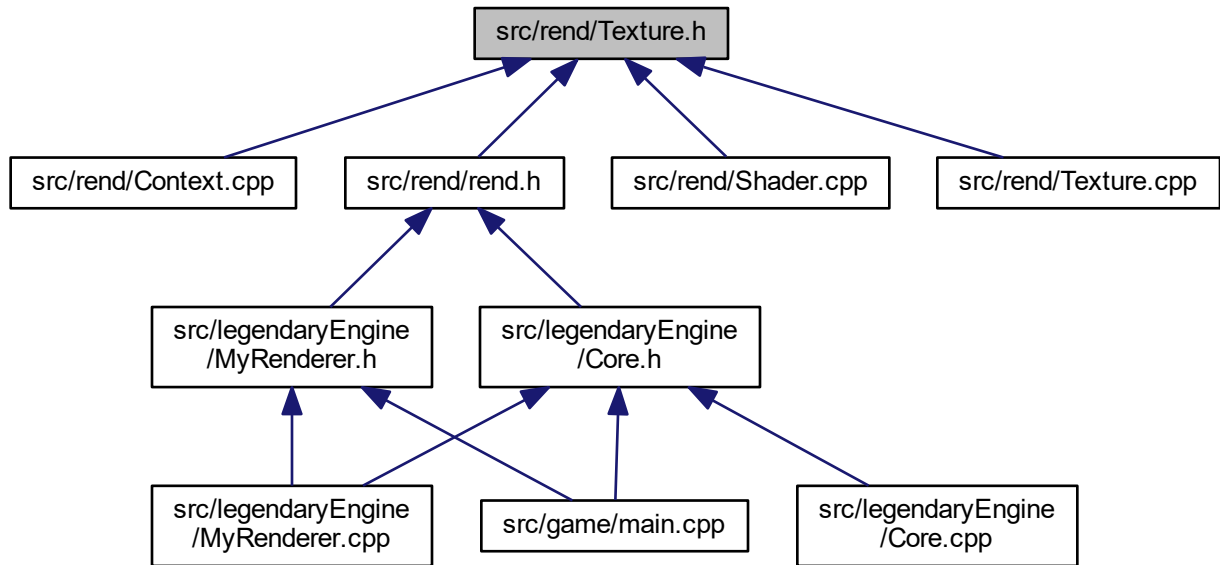 src/rend/Texture.h
src/rend/Context.cpp
src/rend/rend.h
src/rend/Shader.cpp
src/rend/Texture.cpp
src/legendaryEngine
/MyRenderer.h
src/legendaryEngine
/Core.h
src/legendaryEngine
/MyRenderer.cpp
src/game/main.cpp
src/legendaryEngine
/Core.cpp